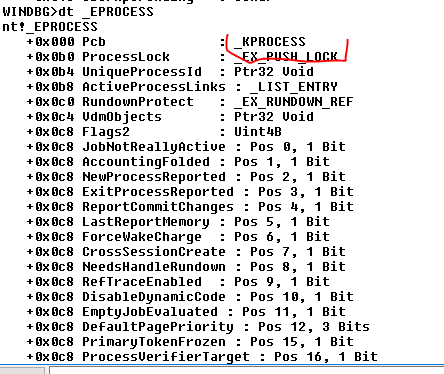 WINDBG>dt _EPROCESS
nt!_EPROCESS
+0x000 Pcb : _KPROCESS
+0x0b0 ProcessLock : _EX_PUSH_LOCK
+0x0b4 UniqueProcessId : Ptr32 Void
+0x0b8 ActiveProcessLinks : _LIST_ENTRY
+0x0c0 RundownProtect : _EX_RUNDOWN_REF
+0x0c4 VdmObjects : Ptr32 Void
+0x0c8 Flags2 : Uint4B
+0x0c8 JobNotReallyActive : Pos 0, 1 Bit
+0x0c8 AccountingFolded : Pos 1, 1 Bit
+0x0c8 NewProcessReported : Pos 2, 1 Bit
+0x0c8 ExitProcessReported : Pos 3, 1 Bit
+0x0c8 ReportCommitChanges : Pos 4, 1 Bit
+0x0c8 LastReportMemory : Pos 5, 1 Bit
+0x0c8 ForceWakeCharge : Pos 6, 1 Bit
+0x0c8 CrossSessionCreate : Pos 7, 1 Bit
+0x0c8 NeedsHandleRundown : Pos 8, 1 Bit
+0x0c8 RefTraceEnabled : Pos 9, 1 Bit
+0x0c8 DisableDynamicCode : Pos 10, 1 Bit
+0x0c8 EmptyJobEvaluated : Pos 11, 1 Bit
+0x0c8 DefaultPagePriority : Pos 12, 3 Bits
+0x0c8 PrimaryTokenFrozen : Pos 15, 1 Bit
+0x0c8 ProcessVerifierTarget : Pos 16, 1 Bit